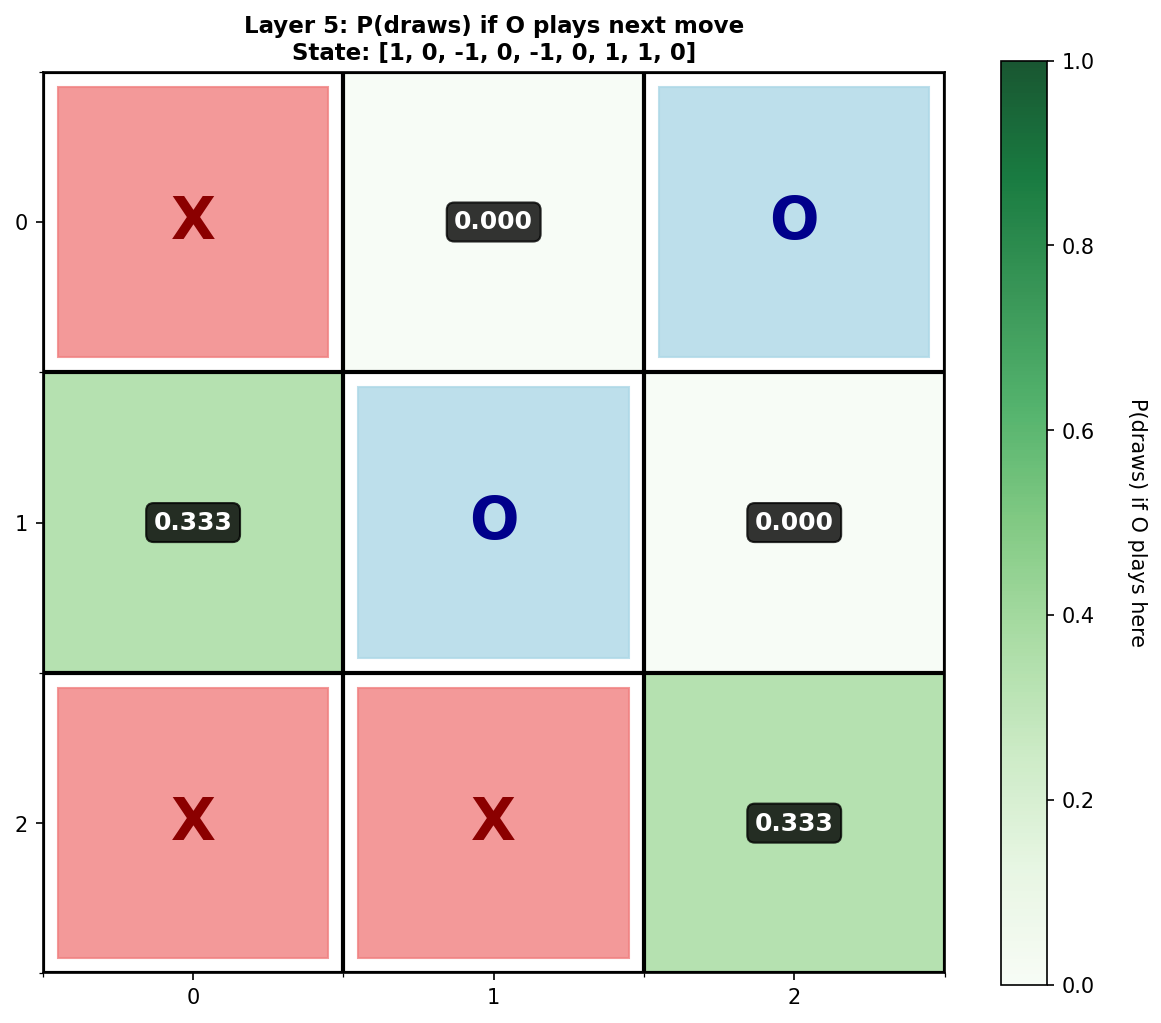 Layer 5: P(draws) if O plays next move
State: [1, 0, -1, 0, -1, 0, 1, 1, 0]
X
0.000
O
0.333
O
0.000
X
X
0.333
0
1
2
0
1
2
1.0
0.8
0.6
0.4
0.2
0.0
P(draws) if O plays here